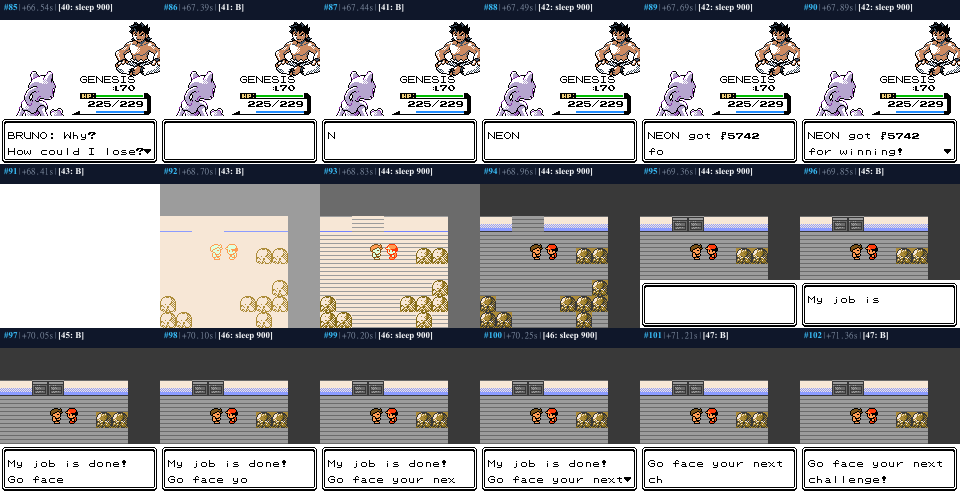 #85|+66.54s| [40: sleep 900]
#86|+67.39s| [41: B]
#87|+67.44s| [41: B]
#88|+67.49s| [42: sleep 900]
#89|+67.69s| [42: sleep 900]
#90|+67.89s| [42: sleep 900]
GENESIS
:L70
HP:
225/229
BRUNO: Why?
How could I lose?▼
GENESIS
:L70
HP:
225/229
GENESIS
:L70
HP:
225/229
N
GENESIS
:L70
HP:
225/229
NEON
GENESIS
:L70
HP:
225/229
NEON got ₽5742
fo
GENESIS
:L70
HP:
225/229
NEON got ₽5742
for winning! ▼
#91|+68.41s| [43: B]
#92|+68.70s| [43: B]
#93|+68.83s| [44: sleep 900]
#94|+68.96s| [44: sleep 900]
#95|+69.36s| [44: sleep 900]
#96|+69.85s| [45: B]
My job is
#97|+70.05s| [45: B]
#98|+70.10s| [46: sleep 900]
#99|+70.20s| [46: sleep 900]
#100|+70.25s| [46: sleep 900]
#101|+71.21s| [47: B]
#102|+71.36s| [47: B]
My job is done!
Go face
My job is done!
Go face yo
My job is done!
Go face your nex
My job is done!
Go face your next▼
Go face your next
ch
Go face your next
challenge!